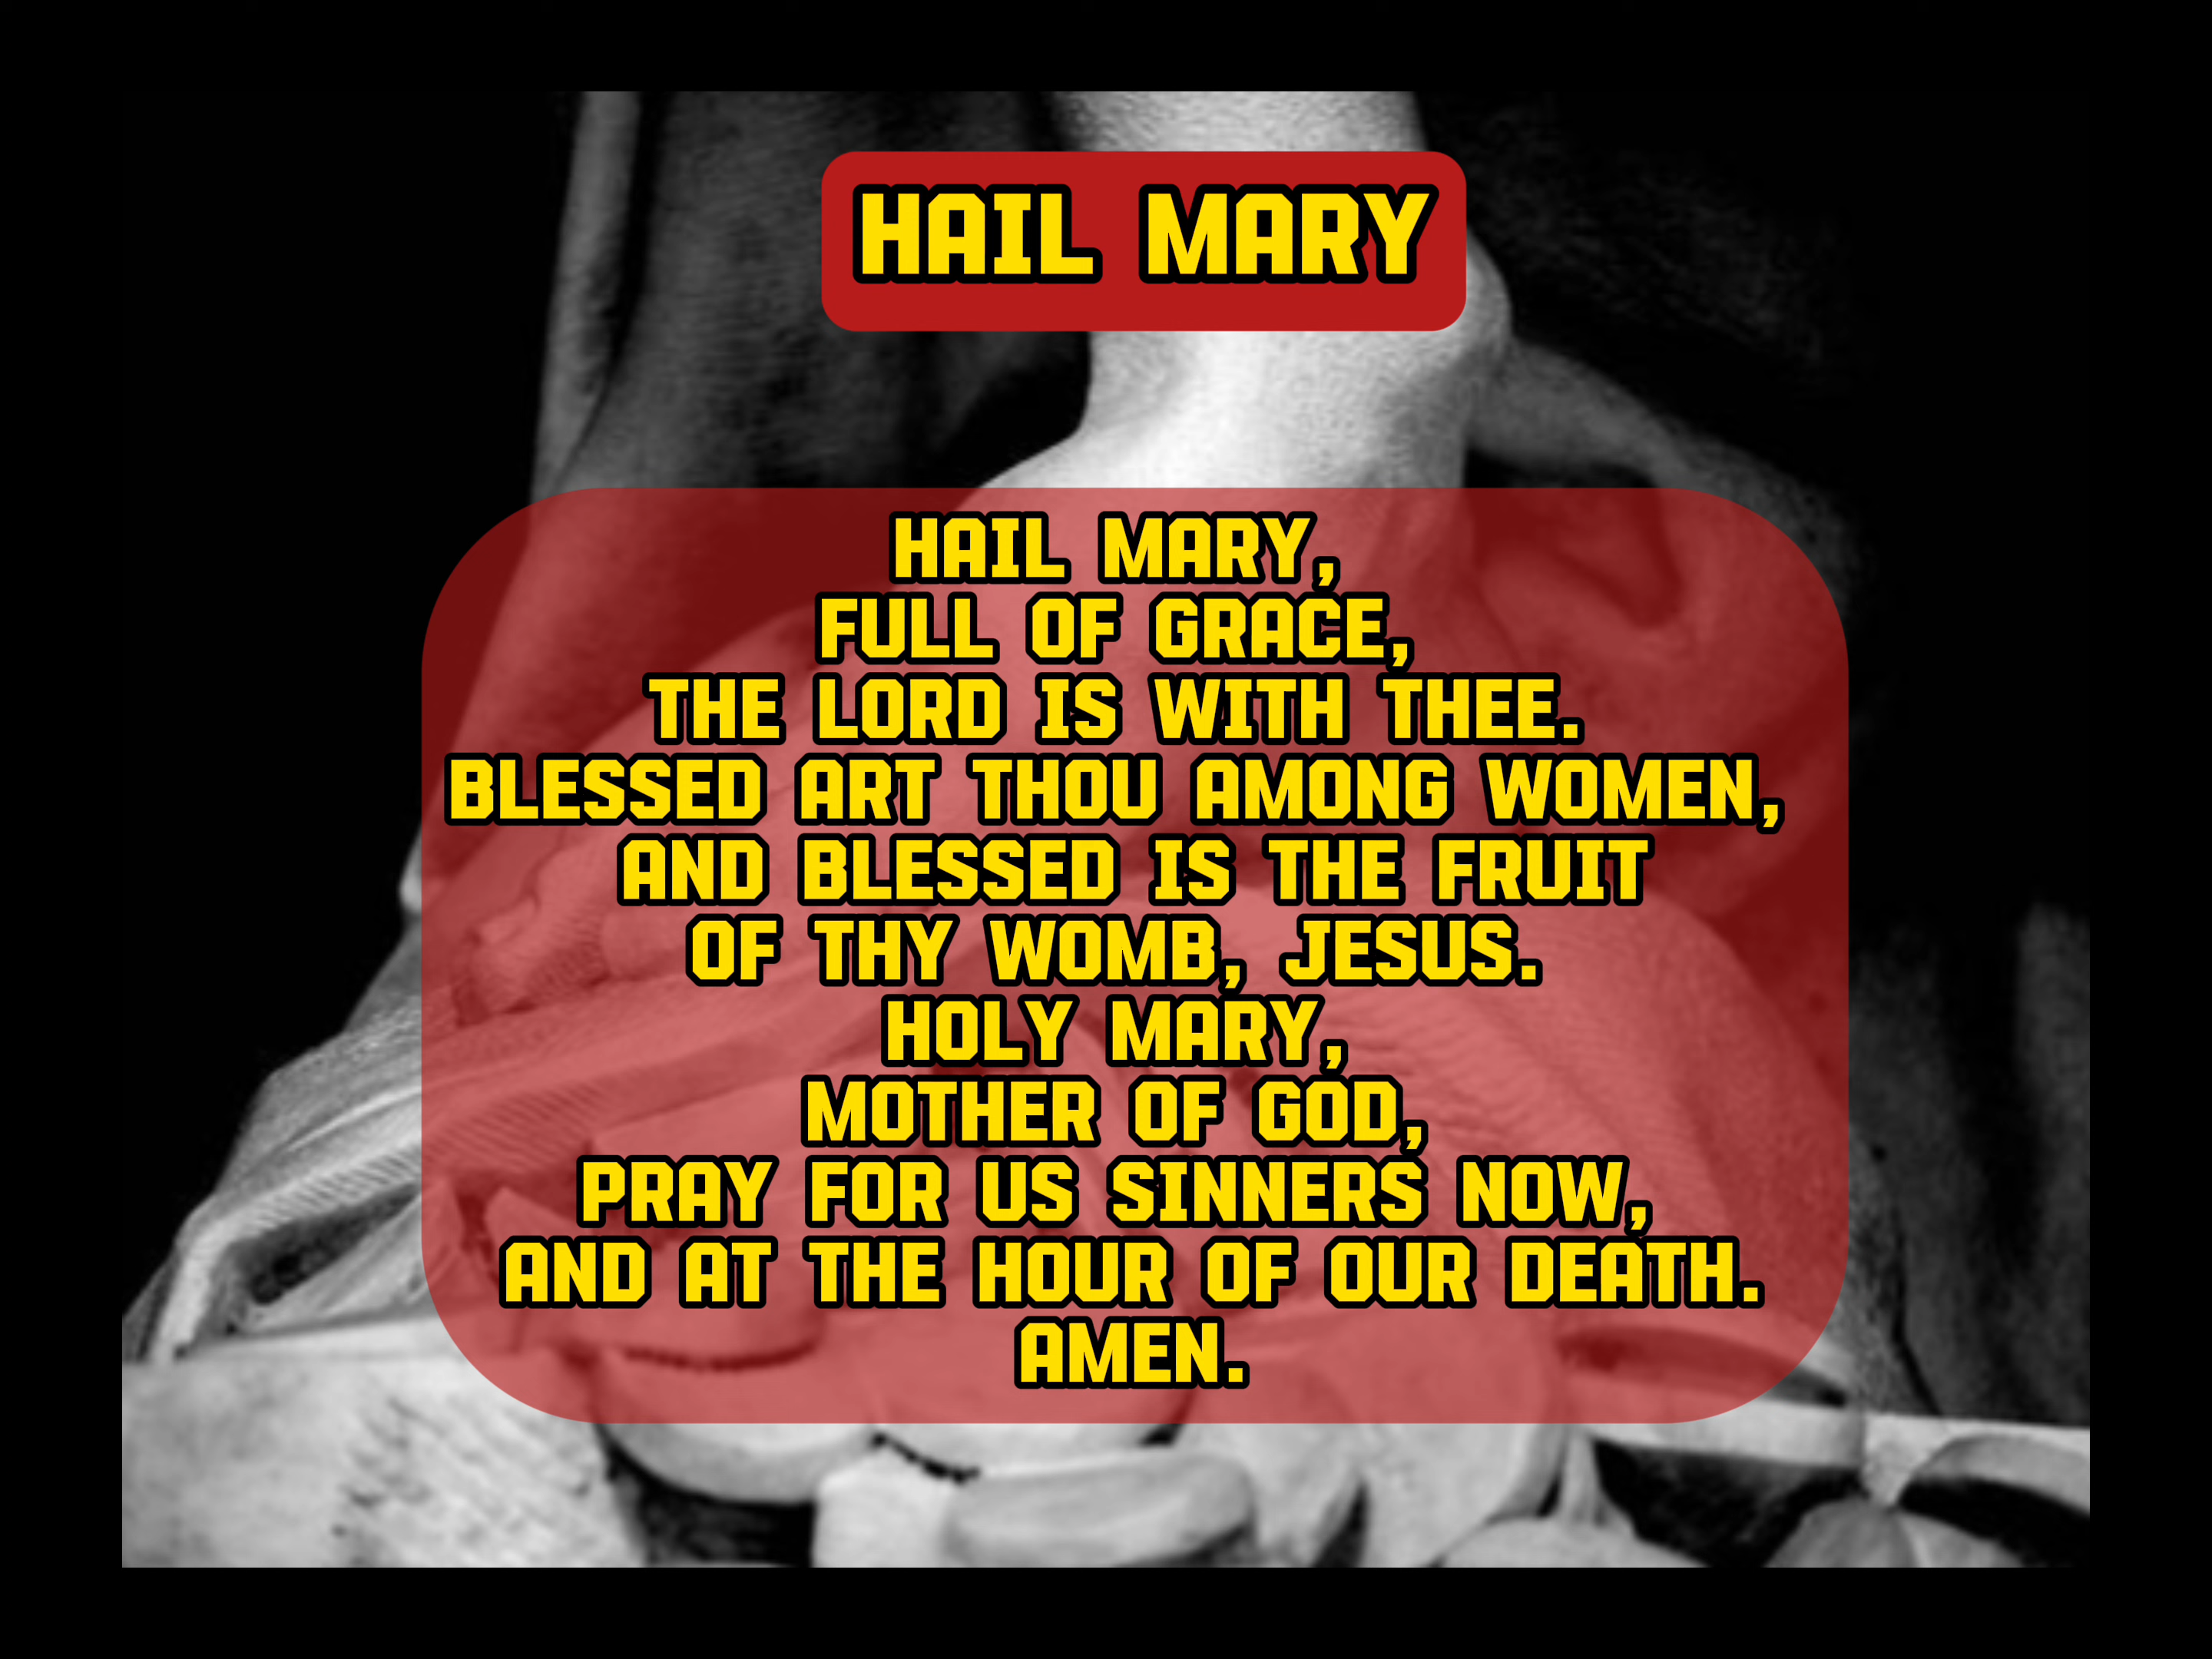 HAIL MARY
HAIL MARY,
FULL OF GRACE,
THE LORD IS WITH THEE.
BLESSED ART THOU AMONG WOMEN,
AND BLESSED IS THE FRUIT
OF THY WOMB, JESUS.
HOLY MARY,
MOTHER OF GOD,
PRAY FOR US SINNERS NOW,
AND AT THE HOUR OF OUR DEATH.
AMEN.